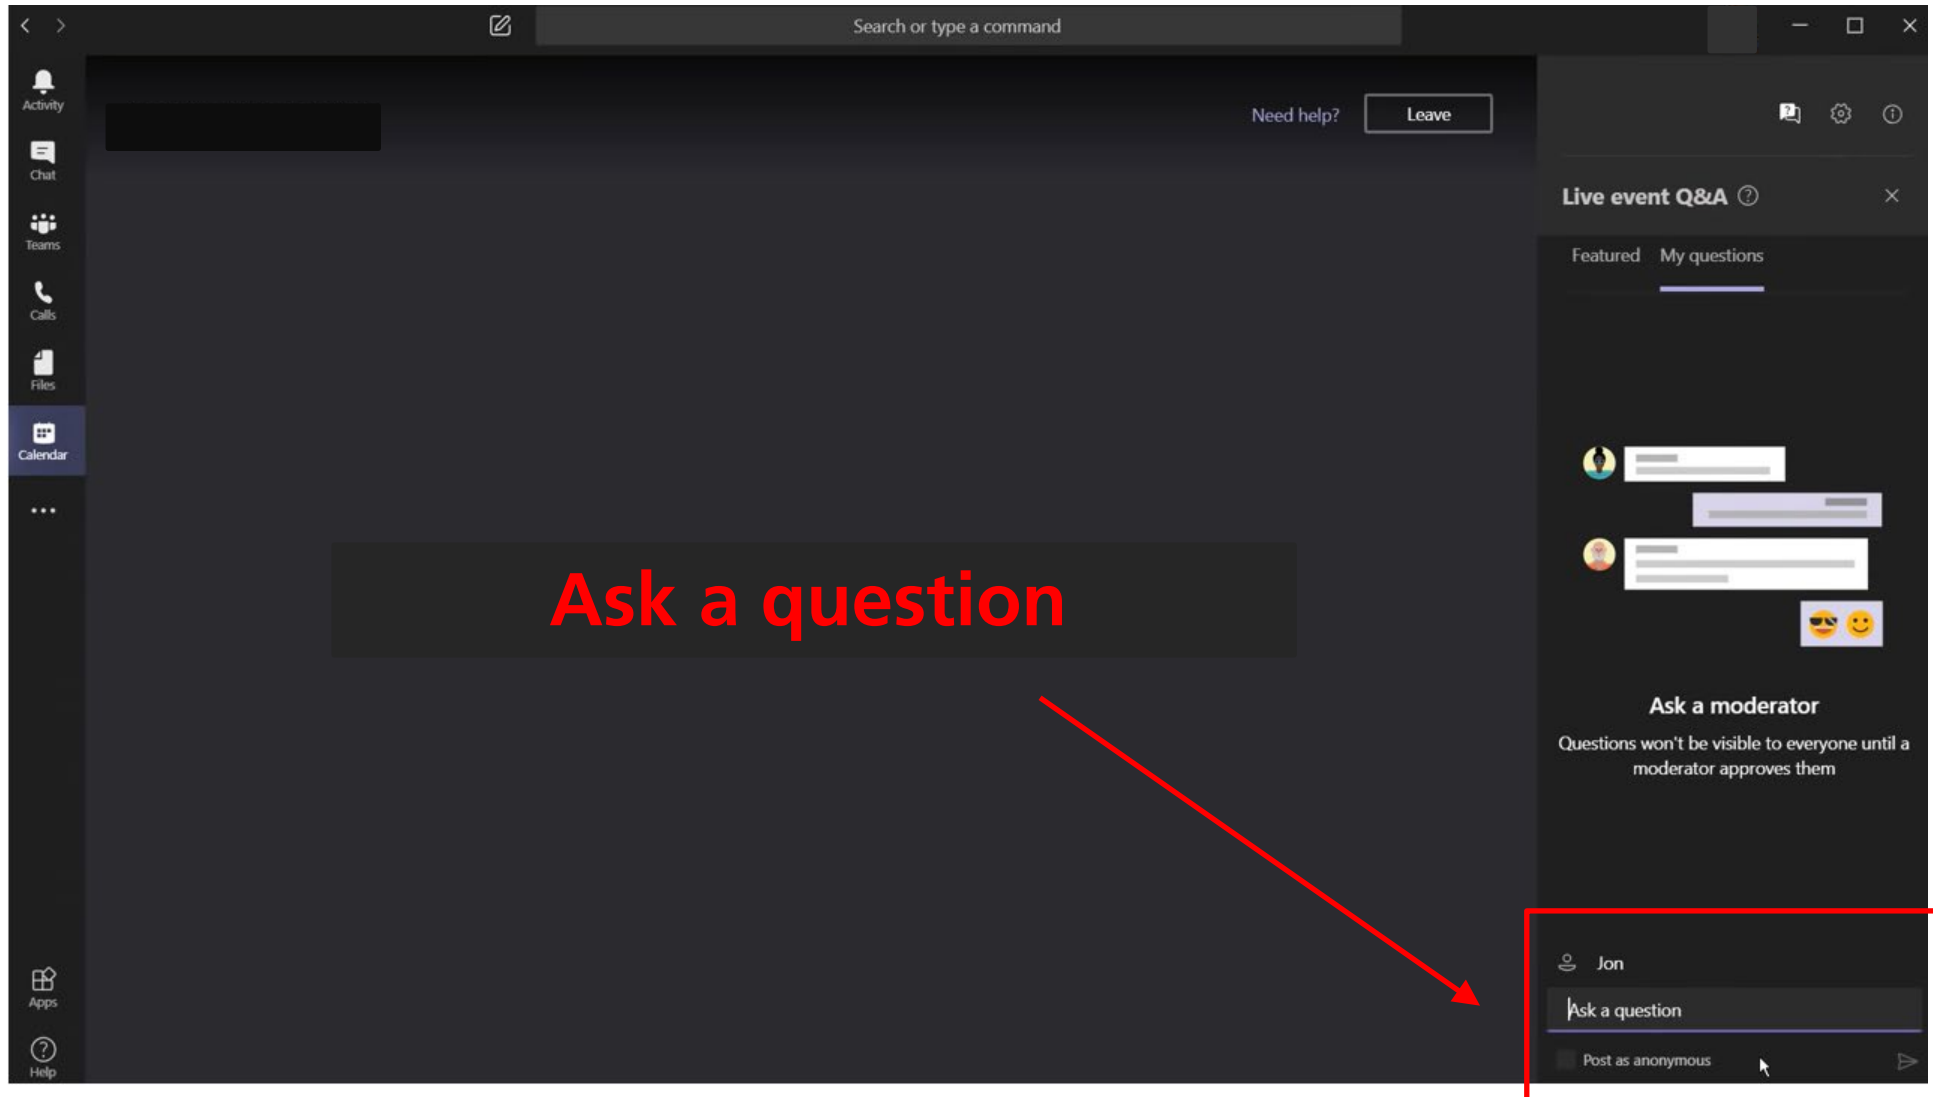 Search or type a command
Activity
Chat
Teams
Calls
Files
Calendar
Apps
Help
Need help?
Leave
Ask a question
Live event Q&A
Featured My questions
Ask a moderator
Questions won't be visible to everyone until a
moderator approves them
Jon
Ask a question
Post as anonymous